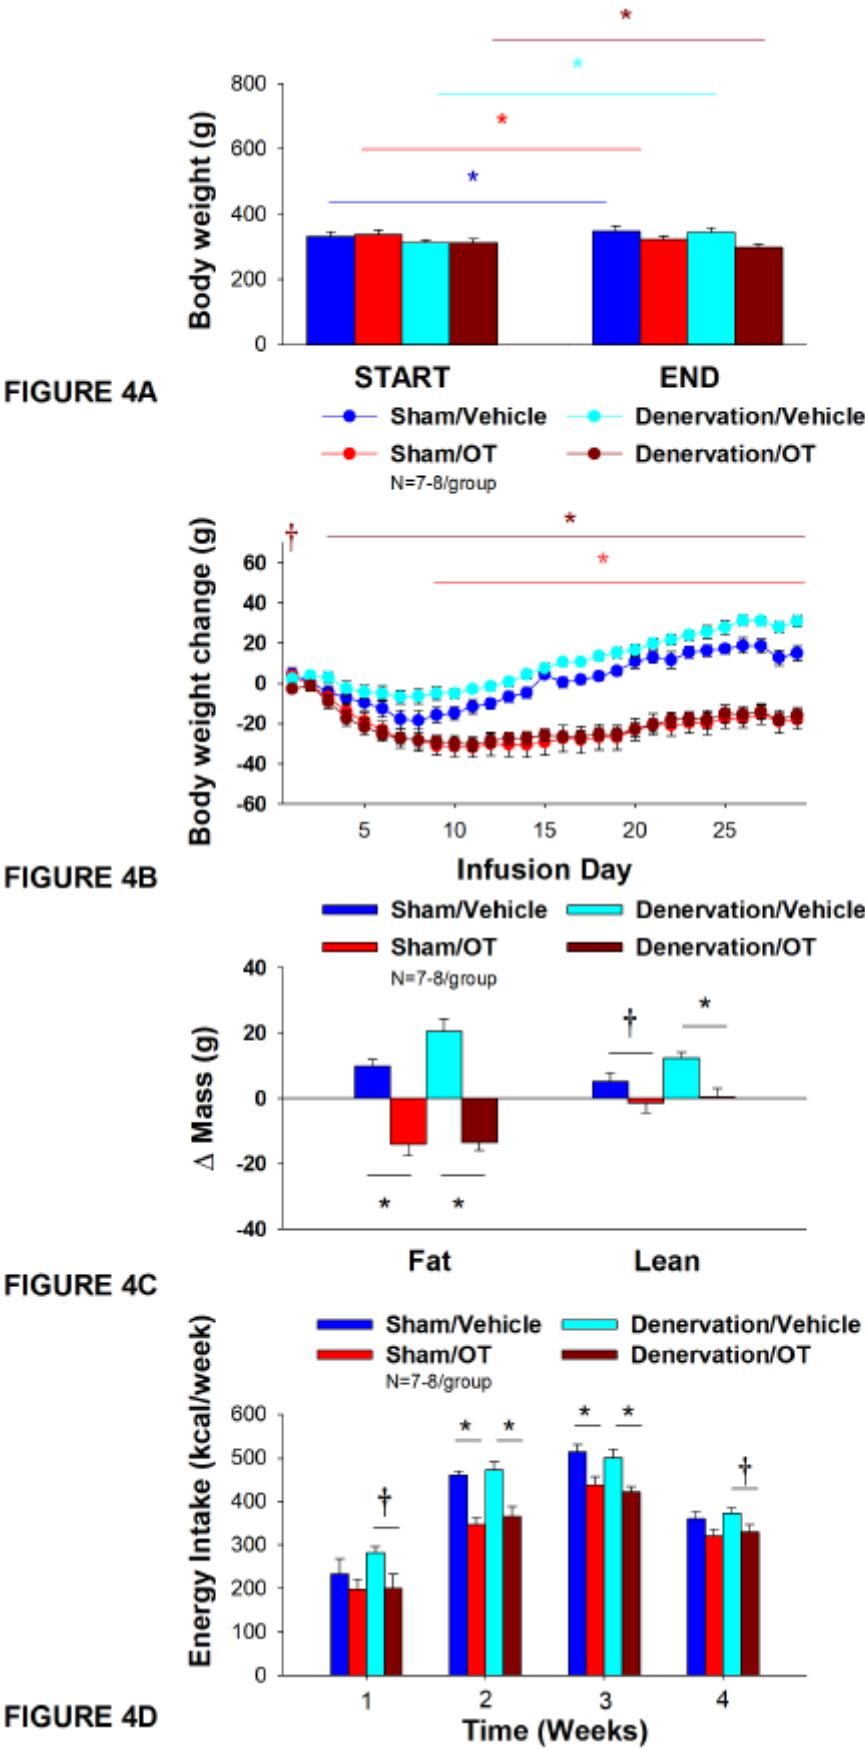 *
*
*
*
Body weight (g)
800
600
400
200
0
START END
FIGURE 4A
Sham/Vehicle Denervation/Vehicle
Sham/OT Denervation/OT
N=7-8/group
† *
*
Body weight change (g)
60
40
20
0
-20
-40
-60
5 10 15 20 25
Infusion Day
FIGURE 4B
Sham/Vehicle Denervation/Vehicle
Sham/OT Denervation/OT
N=7-8/group
Δ Mass (g)
40
20
0
-20
-40
† *
* *
Fat Lean
FIGURE 4C
Sham/Vehicle Denervation/Vehicle
Sham/OT Denervation/OT
N=7-8/group
Energy Intake (kcal/week)
600
500
400
300
200
100
0
† * * * * †
1 2 3 4
Time (Weeks)
FIGURE 4D